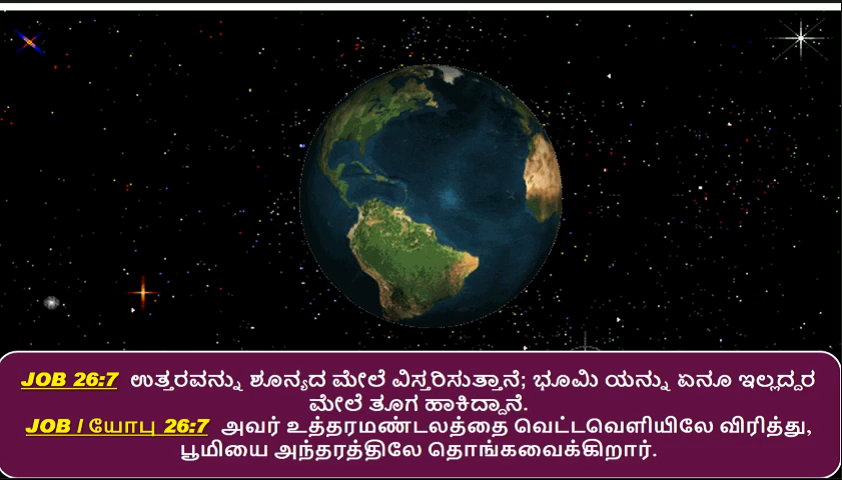 JOB 26:7 ಉತ್ತರವನ್ನು ಶೂನ್ಯದ ಮೇಲೆ ವಿಸ್ತರಿಸುತ್ತಾನೆ; ಭೂಮಿ ಯನ್ನು ಏನೂ ಇಲ್ಲದ್ದರ
ಮೇಲೆ ತೂಗ ಹಾಕಿದ್ದಾನೆ.
JOB / யோபு 26:7 அவர் உத்தரமண்டலத்தை வெட்டவெளியிலே விரித்து,
பூமியை அந்தரத்திலே தொங்கவைக்கிறார்.